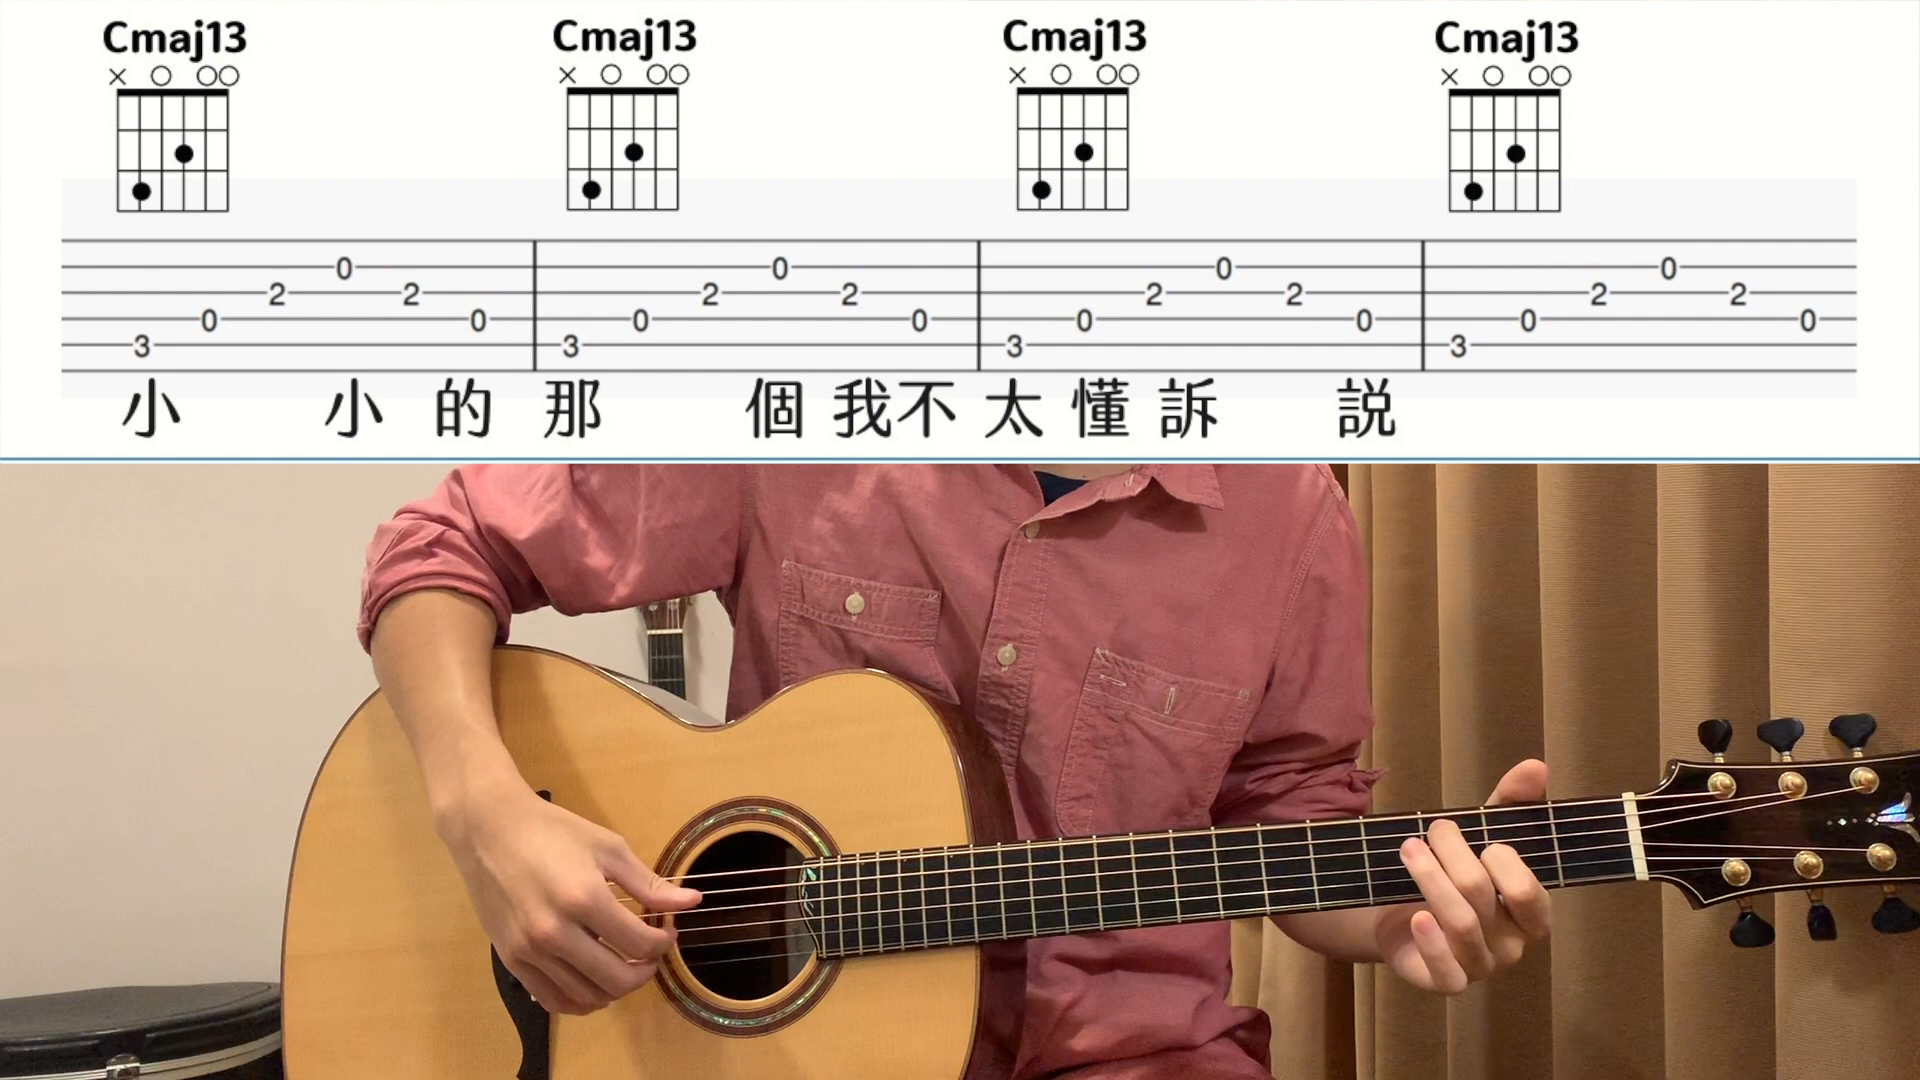 Cmaj13 Cmaj13 Cmaj13 Cmaj13
× ○ ○○ × ○ ○○ × ○ ○○ × ○ ○○
0 0 0 0
2 2 2 2 2 2 2 2
0 0 0 0 0 0 0 0
3 3 3 3
小 小的那 個我不太懂訴 説